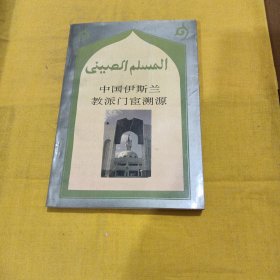 المسلم الصيني
中国伊斯兰
教派门宦溯源